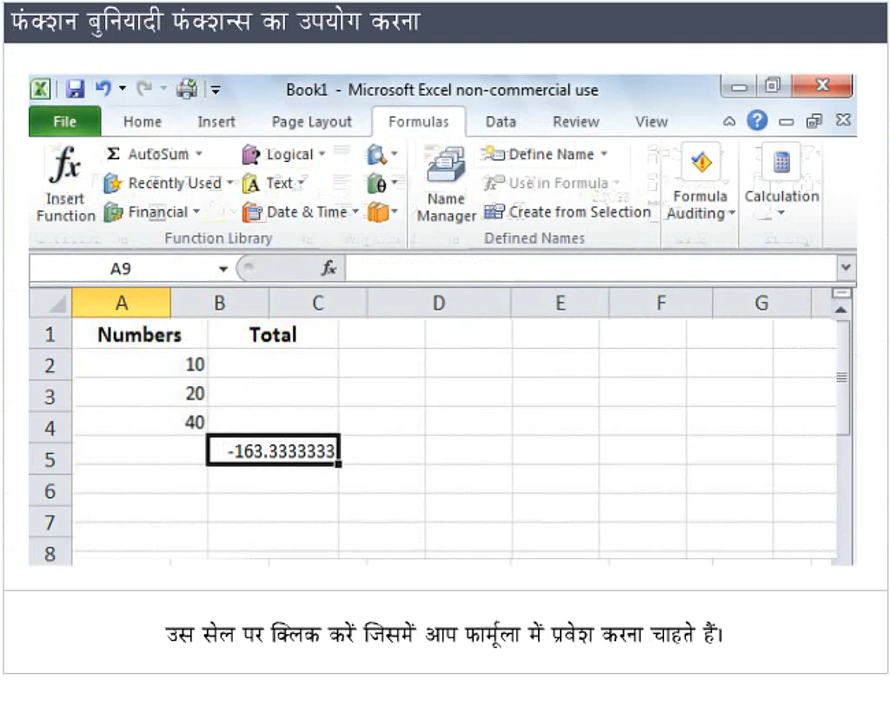 फंक्शन बुनियादी फंक्शन्स का उपयोग करना
Book1 - Microsoft Excel non-commercial use
File Home Insert Page Layout Formulas Data Review View
Σ AutoSum Logical Define Name
fx Recently Used Text Use in Formula
Insert Function Financial Date & Time Name Manager Create from Selection Formula Auditing Calculation
Function Library Defined Names
A9 fx
A B C D E F G
1 Numbers Total
2 10
3 20
4 40
5 -163.3333333
6
7
8
उस सेल पर क्लिक करें जिसमें आप फार्मूला में प्रवेश करना चाहते हैं।